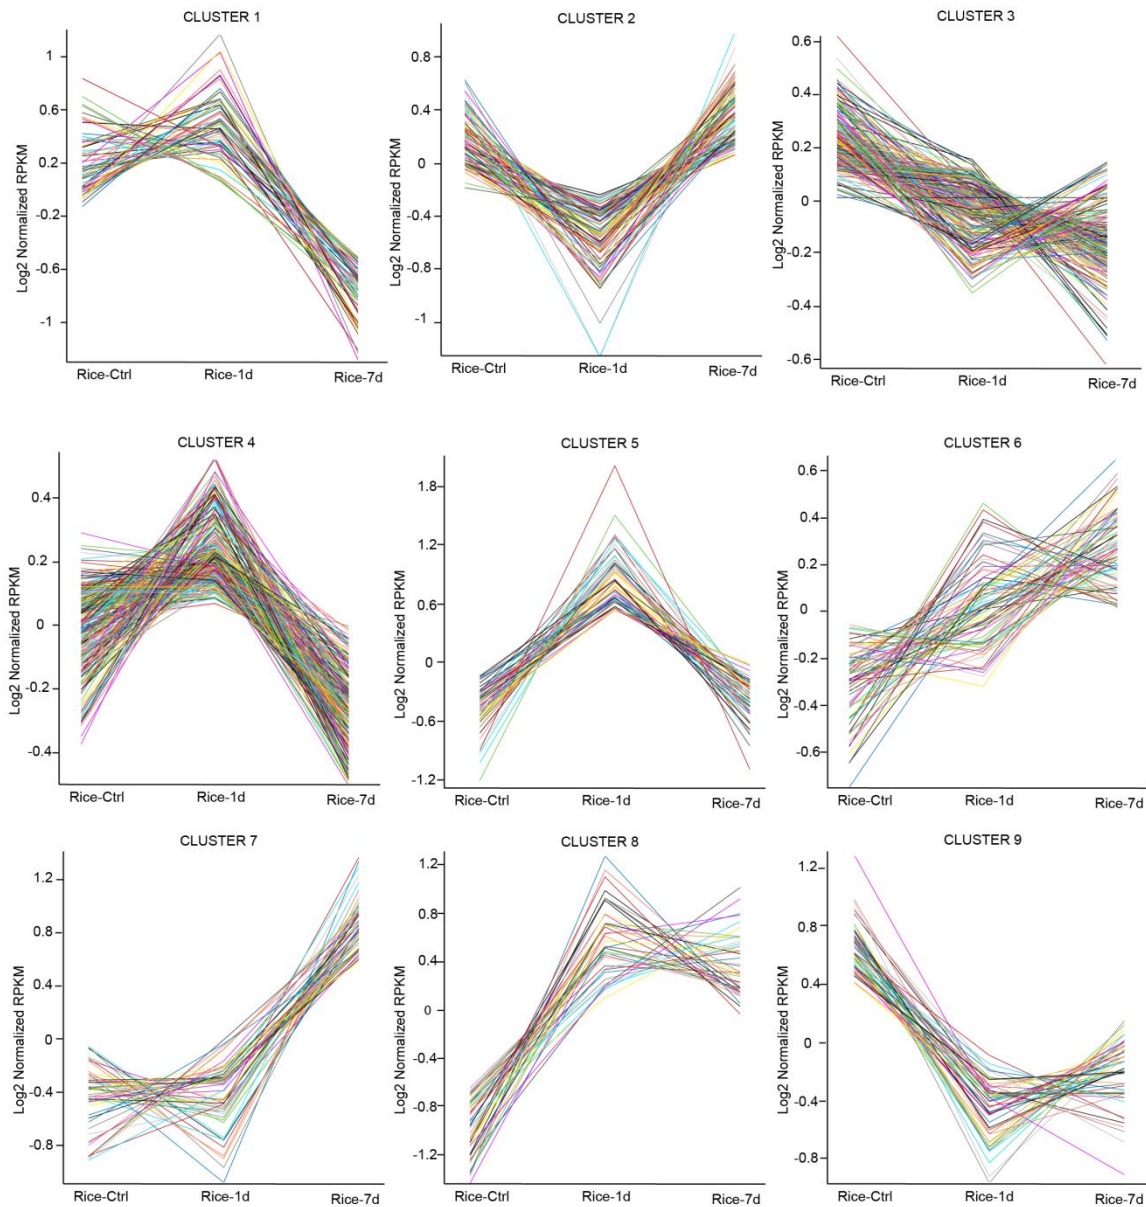 CLUSTER 1
Log2 Normalized RPKM
1
0.6
0.2
-0.2
-0.6
-1
Rice-Ctrl Rice-1d Rice-7d
CLUSTER 2
Log2 Normalized RPKM
0.8
0.4
0
-0.4
-0.8
-1
Rice-Ctrl Rice-1d Rice-7d
CLUSTER 3
Log2 Normalized RPKM
0.6
0.4
0.2
0
-0.2
-0.4
-0.6
Rice-Ctrl Rice-1d Rice-7d
CLUSTER 4
Log2 Normalized RPKM
0.4
0.2
0
-0.2
-0.4
Rice-Ctrl Rice-1d Rice-7d
CLUSTER 5
Log2 Normalized RPKM
1.8
1.2
0.6
0
-0.6
-1.2
Rice-Ctrl Rice-1d Rice-7d
CLUSTER 6
Log2 Normalized RPKM
0.6
0.4
0.2
0
-0.2
-0.4
-0.6
Rice-Ctrl Rice-1d Rice-7d
CLUSTER 7
Log2 Normalized RPKM
1.2
0.8
0.4
0
-0.4
-0.8
Rice-Ctrl Rice-1d Rice-7d
CLUSTER 8
Log2 Normalized RPKM
1.2
0.8
0.4
0
-0.4
-0.8
-1.2
Rice-Ctrl Rice-1d Rice-7d
CLUSTER 9
Log2 Normalized RPKM
1.2
0.8
0.4
0
-0.4
-0.8
Rice-Ctrl Rice-1d Rice-7d